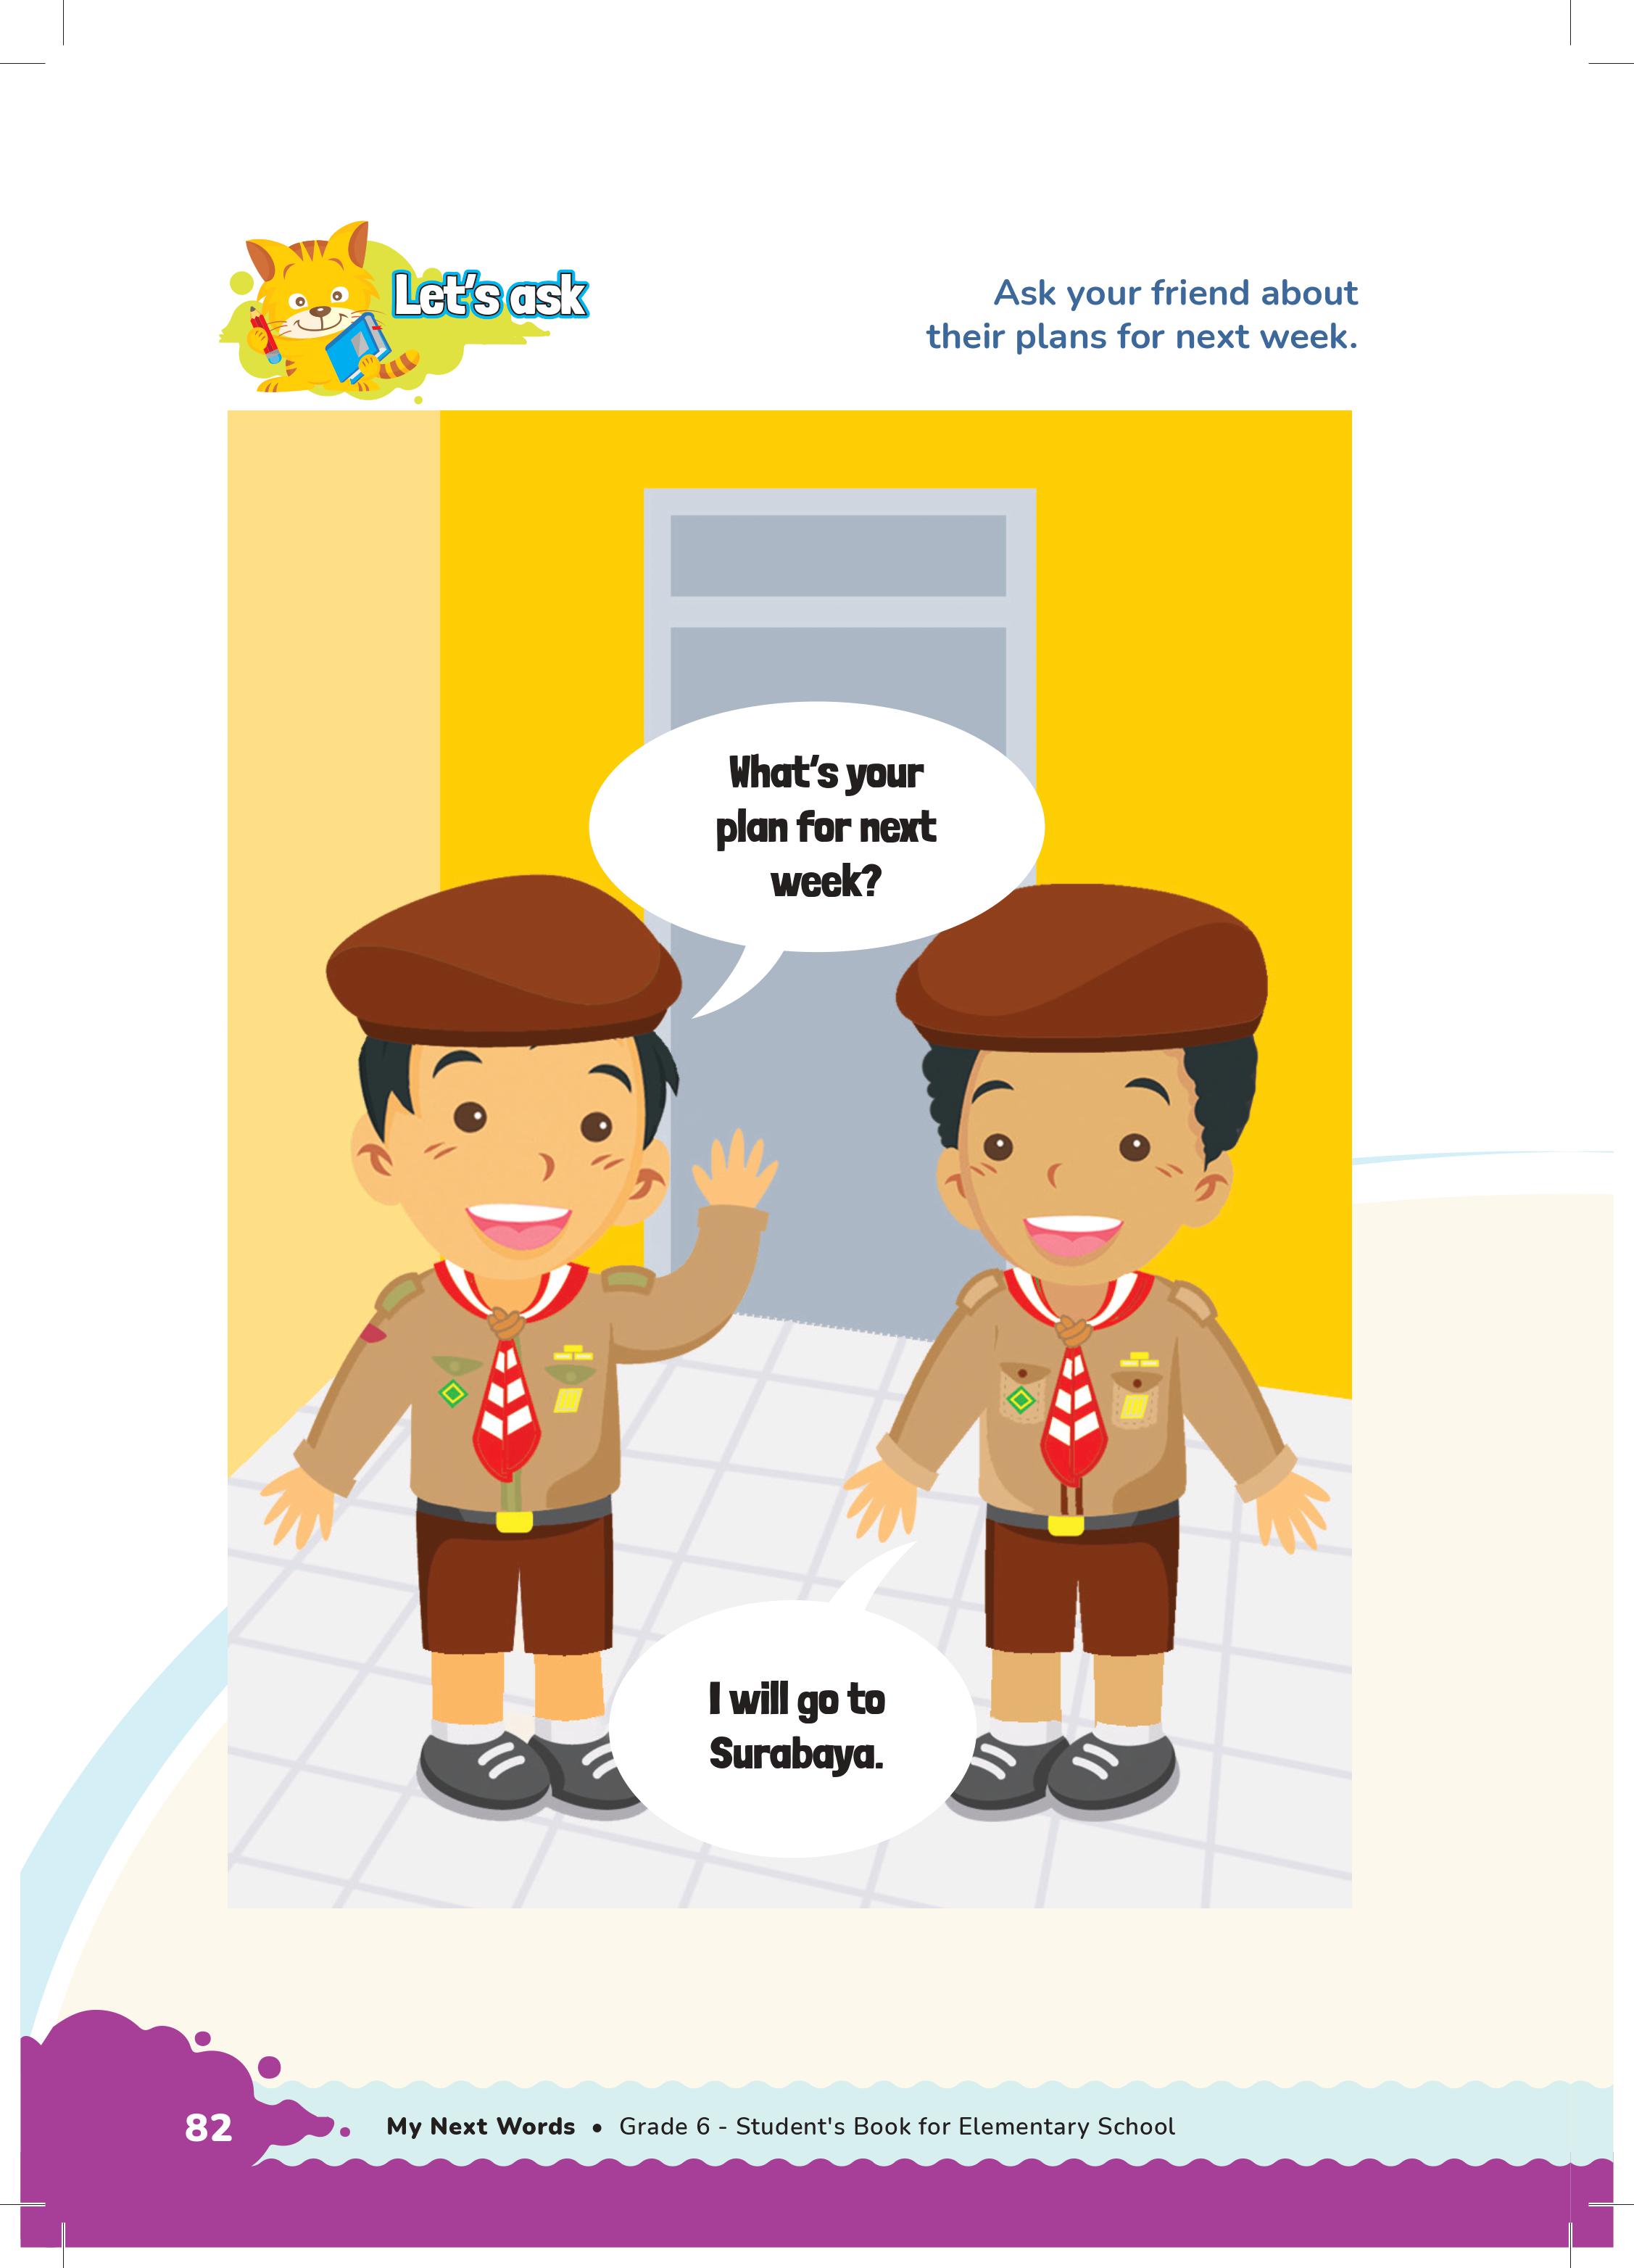 Let's ask
Ask your friend about
their plans for next week.
What's your
plan for next
week?
I will go to
Surabaya.
82
My Next Words • Grade 6 - Student's Book for Elementary School